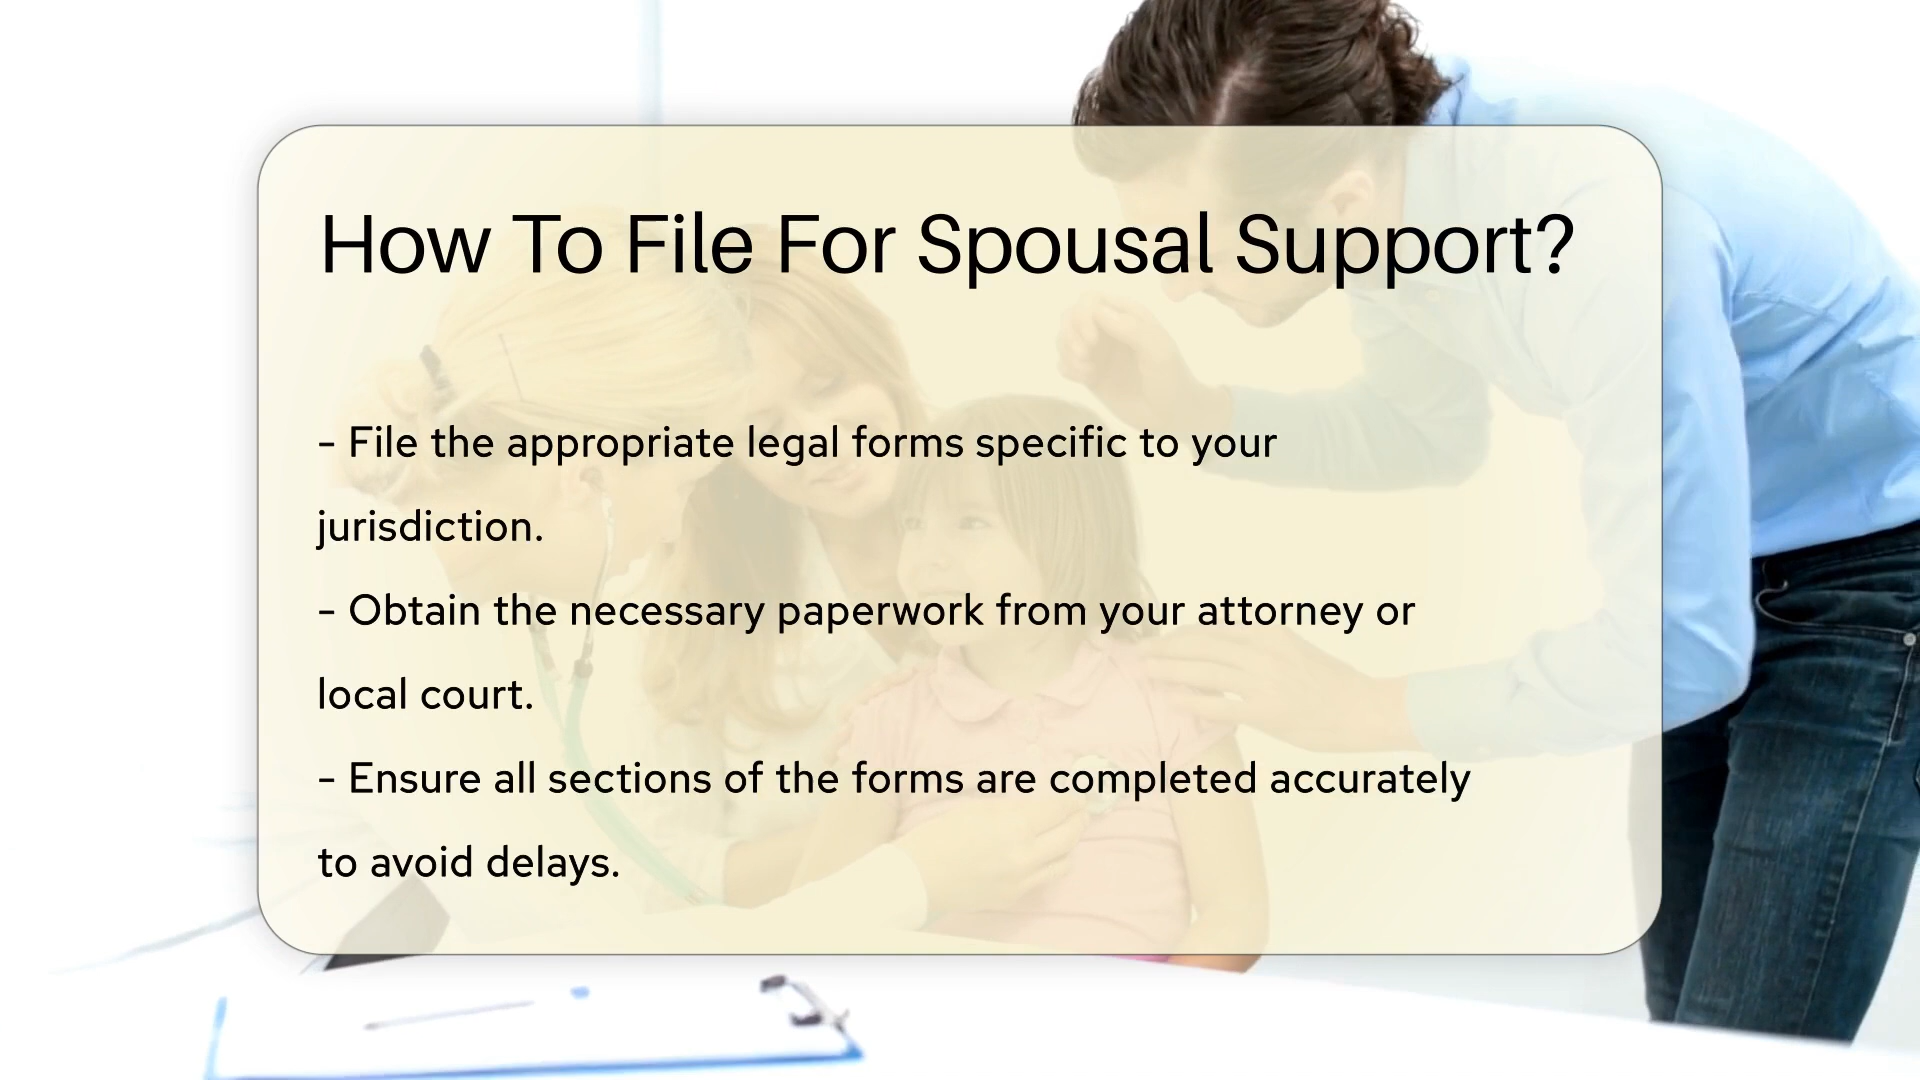 How To File For Spousal Support?
– File the appropriate legal forms specific to your
jurisdiction.
– Obtain the necessary paperwork from your attorney or
local court.
– Ensure all sections of the forms are completed accurately
to avoid delays.